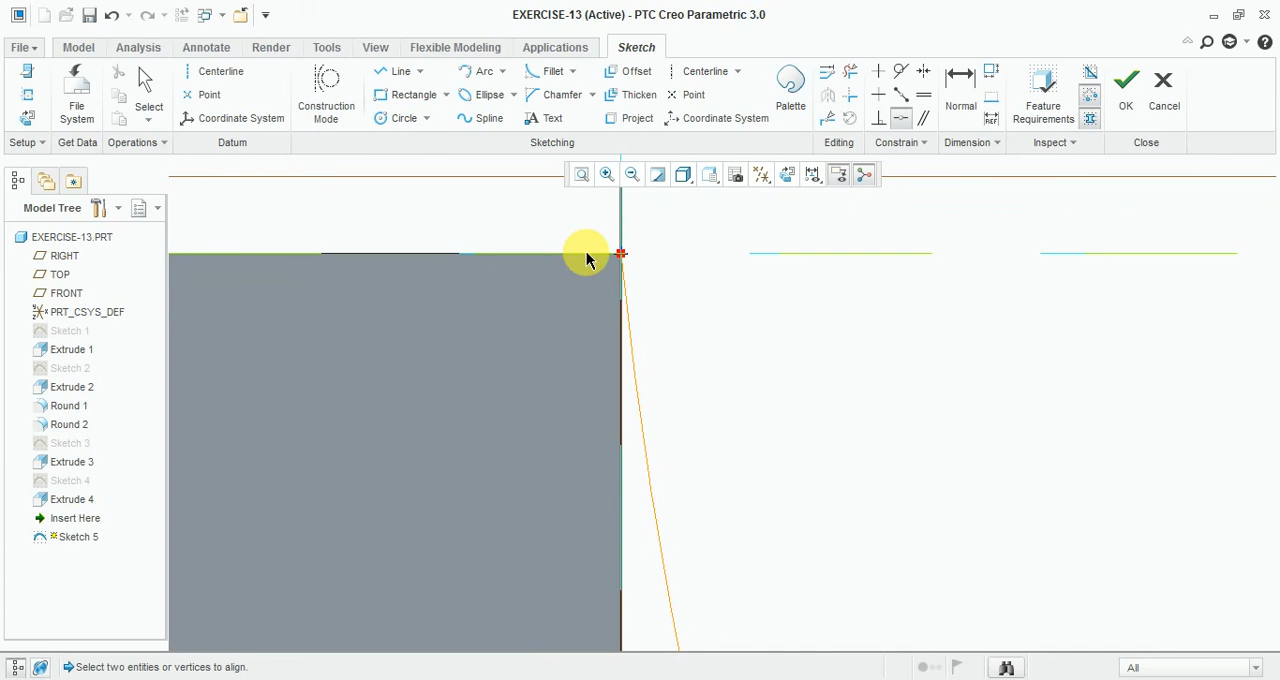 EXERCISE-13 (Active) - PTC Creo Parametric 3.0
File Model Analysis Annotate Render Tools View Flexible Modeling Applications Sketch
Centerline Line Arc Fillet Offset Centerline
Point Rectangle Ellipse Chamfer Thicken Point
Coordinate System Circle Spline Text Project Coordinate System
File System Select Construction Mode Palette Normal Feature Requirements OK Cancel
Setup Get Data Operations Datum Sketching Editing Constrain Dimension Inspect Close
Model Tree
EXERCISE-13.PRT
RIGHT
TOP
FRONT
PRT_CSYS_DEF
Sketch 1
Extrude 1
Sketch 2
Extrude 2
Round 1
Round 2
Sketch 3
Extrude 3
Sketch 4
Extrude 4
Insert Here
Sketch 5
Select two entities or vertices to align.
All